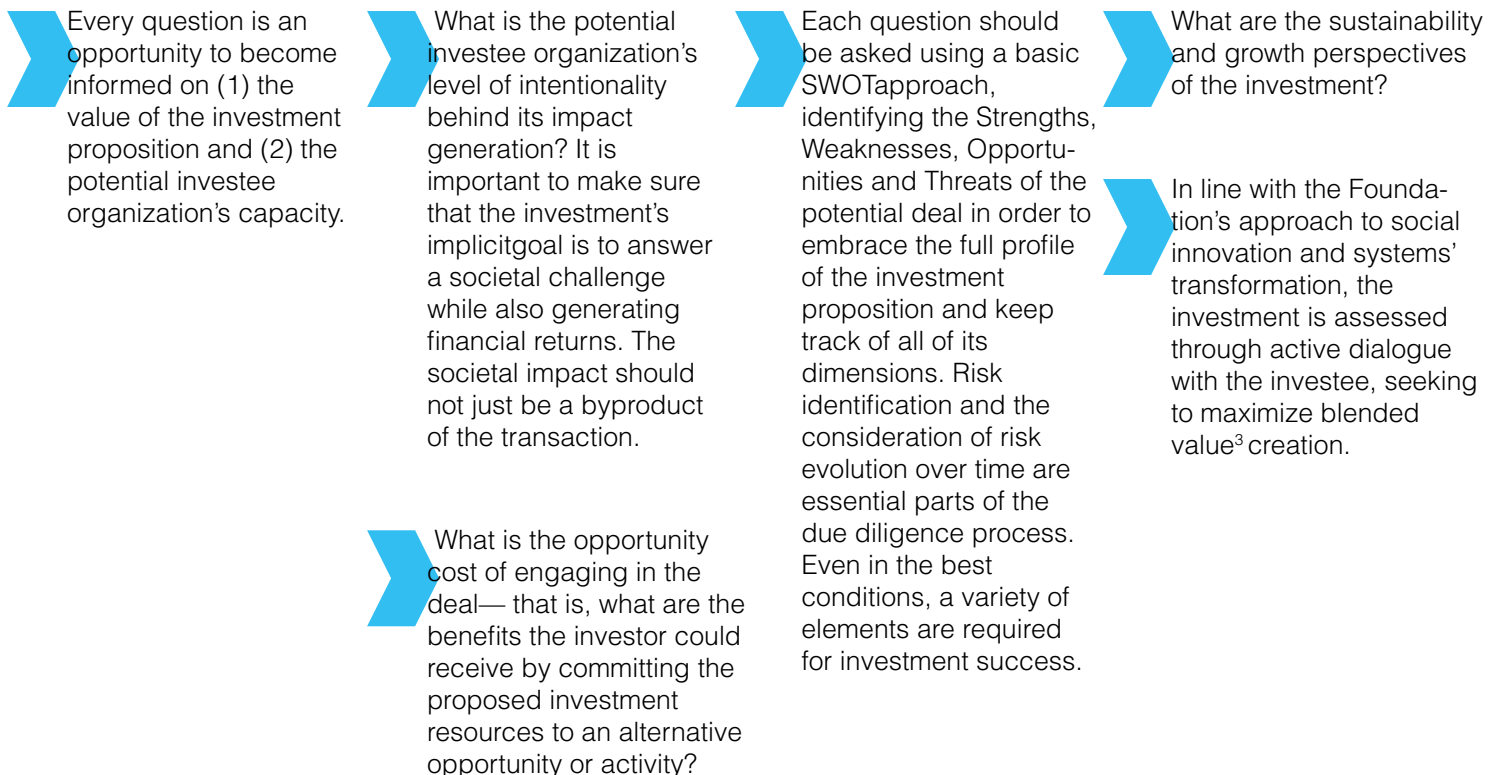 Every question is an
opportunity to become
informed on (1) the
value of the investment
proposition and (2) the
potential investee
organization’s capacity.
What is the potential
investee organization’s
level of intentionality
behind its impact
generation? It is
important to make sure
that the investment’s
implicitgoal is to answer
a societal challenge
while also generating
financial returns. The
societal impact should
not just be a byproduct
of the transaction.
What is the opportunity
cost of engaging in the
deal— that is, what are the
benefits the investor could
receive by committing the
proposed investment
resources to an alternative
opportunity or activity?
Each question should
be asked using a basic
SWOTapproach,
identifying the Strengths,
Weaknesses, Opportu-
nities and Threats of the
potential deal in order to
embrace the full profile
of the investment
proposition and keep
track of all of its
dimensions. Risk
identification and the
consideration of risk
evolution over time are
essential parts of the
due diligence process.
Even in the best
conditions, a variety of
elements are required
for investment success.
What are the sustainability
and growth perspectives
of the investment?
In line with the Founda-
tion’s approach to social
innovation and systems’
transformation, the
investment is assessed
through active dialogue
with the investee, seeking
to maximize blended
value³ creation.